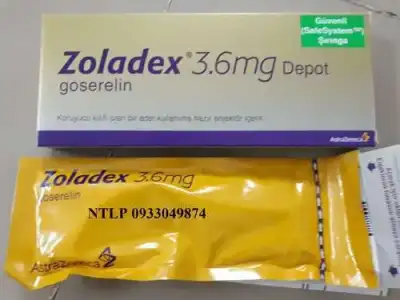 Güvenli
(SafeSystem™)
Şırınga
Zoladex® 3.6mg Depot
goserelin
AstraZeneca
Zoladex 3.6mg
goserelin
NTLP 0933049874
AstraZeneca